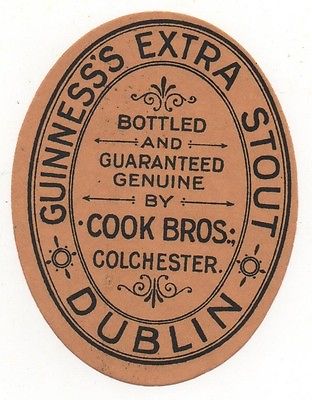 GUINNESS'S EXTRA STOUT
BOTTLED
AND
GUARANTEED
GENUINE
BY
COOK BROS.,
COLCHESTER.
DUBLIN